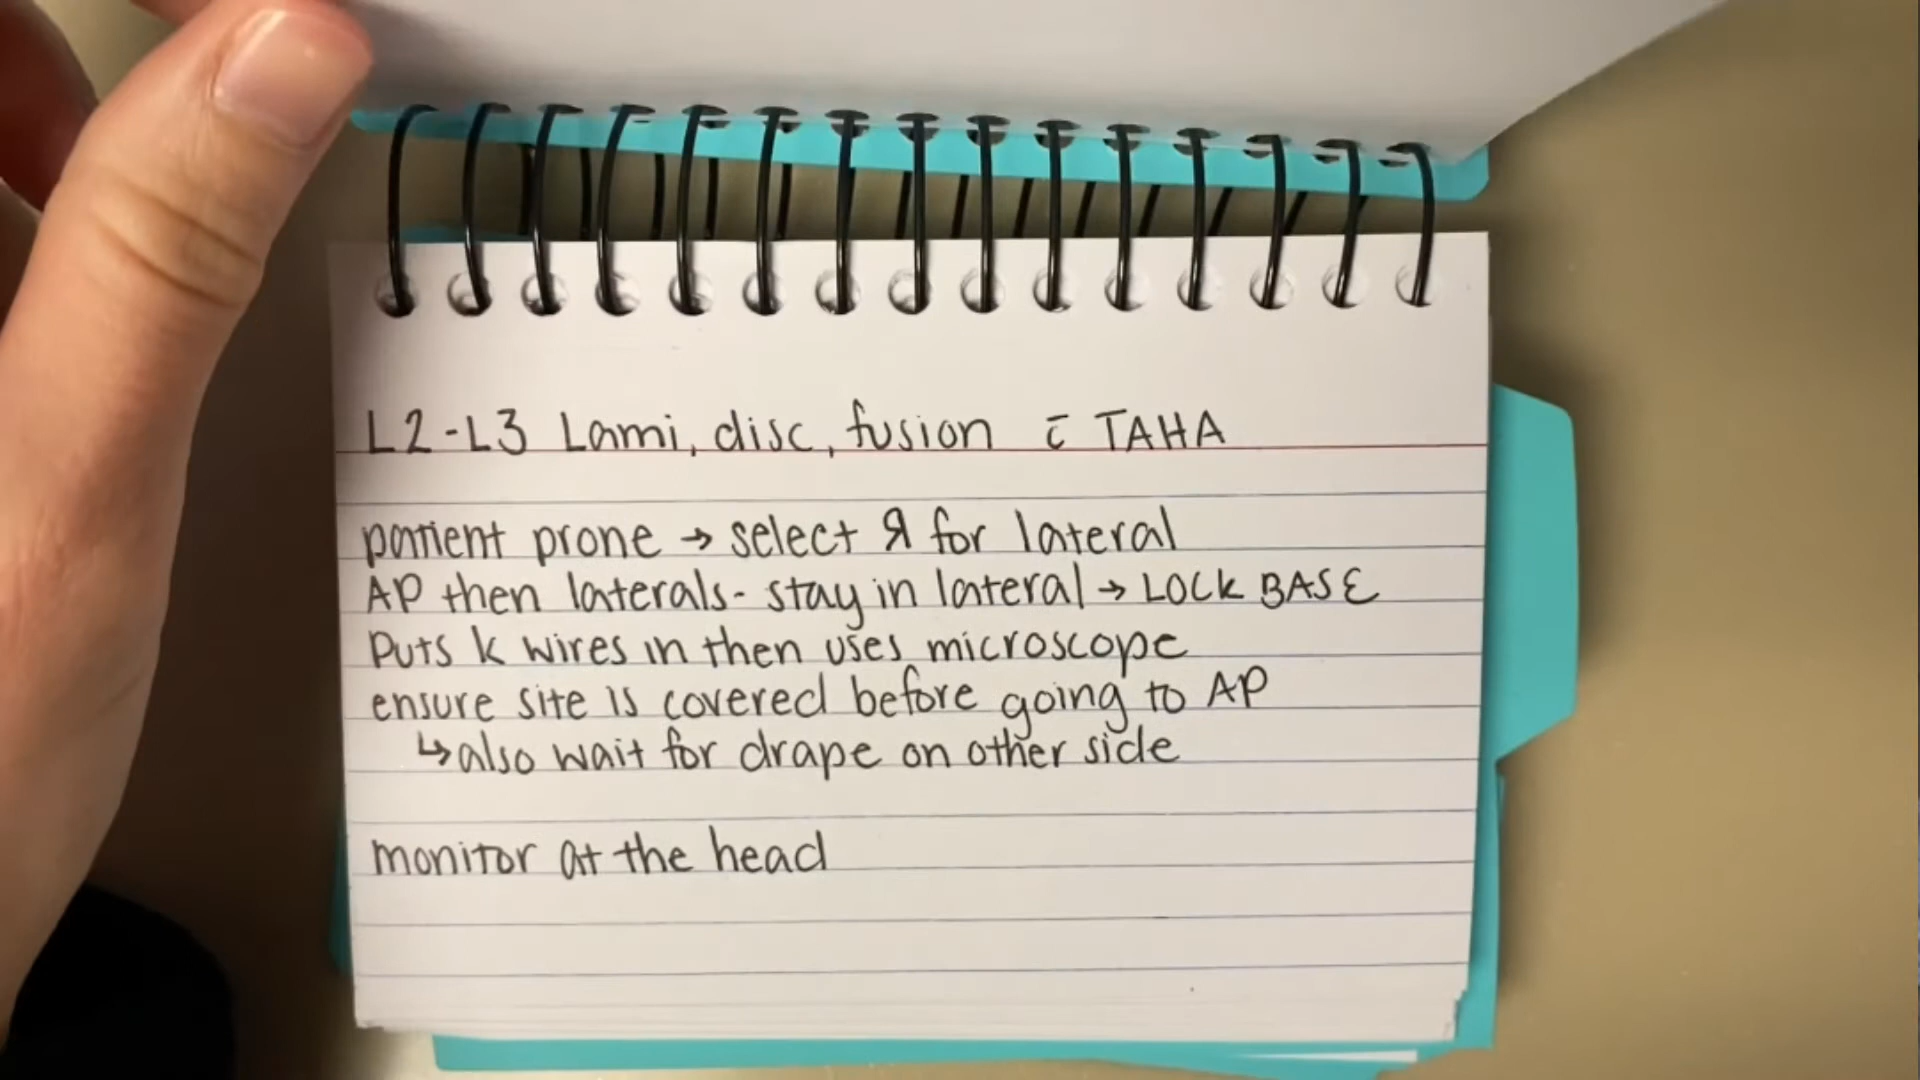 L2-L3 Lami, disc, fusion c̄ TAHA
patient prone → select Я for lateral
AP then laterals - stay in lateral → LOCK BASE
Puts k wires in then uses microscope
ensure site is covered before going to AP
↳ also wait for drape on other side
monitor at the head